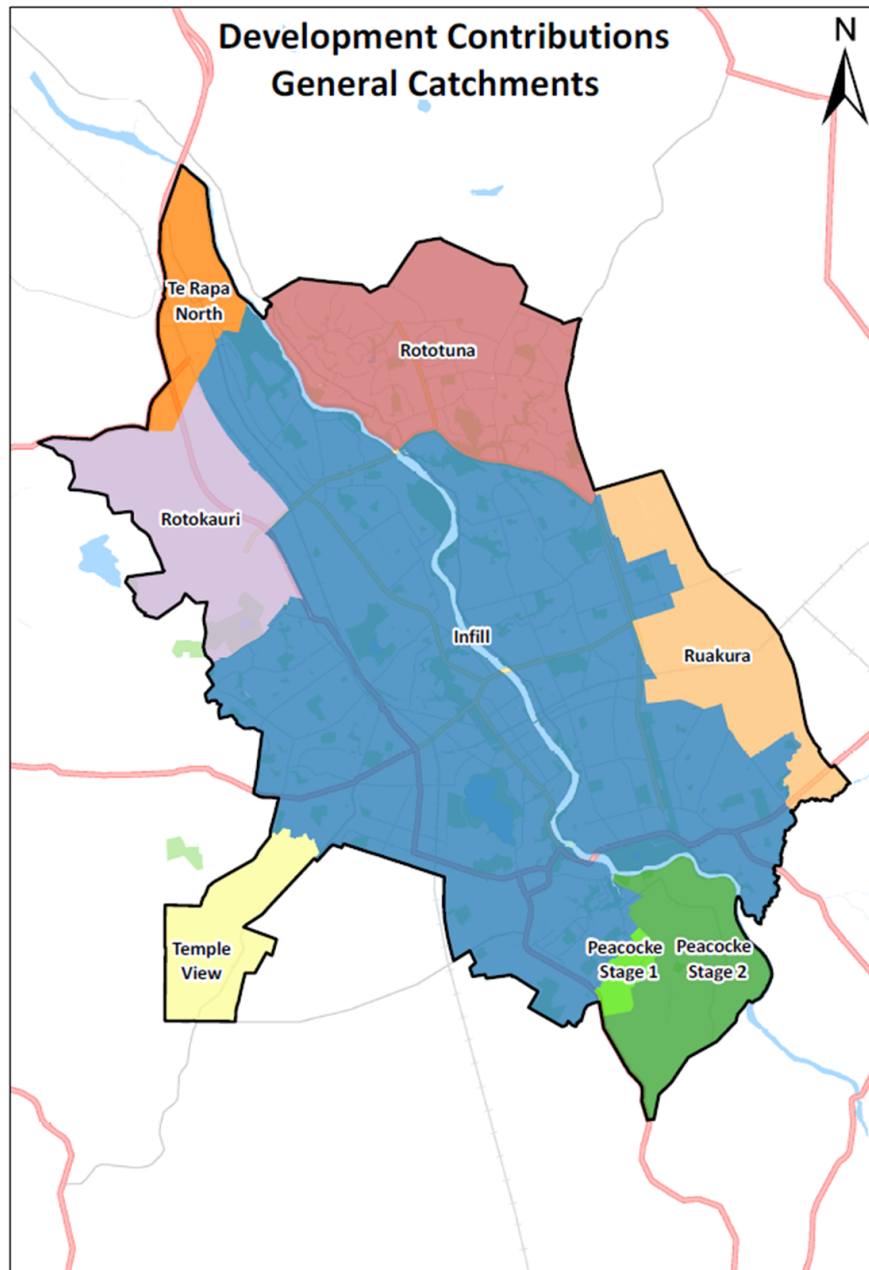 Development Contributions
General Catchments
N
Te Rapa
North
Rototuna
Rotokauri
Infill
Ruakura
Temple
View
Peacocke
Stage 1
Peacocke
Stage 2